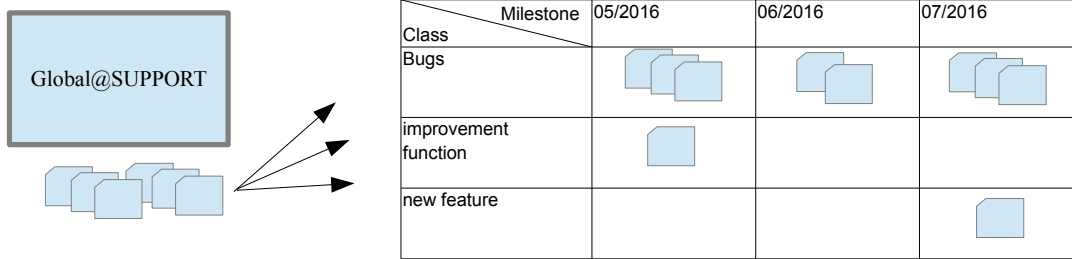 Global@SUPPORT
Milestone
Class
05/2016
06/2016
07/2016
Bugs
improvement
function
new feature